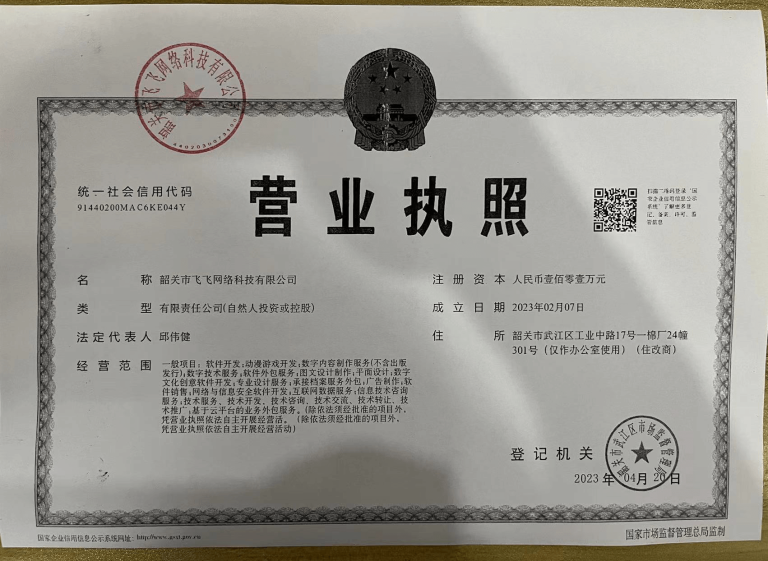 韶关市飞飞网络科技有限公司
营业执照
统一社会信用代码
91440200MAC6KE044Y
扫描二维码登录‘国
家企业信用信息公示
系统’了解更多登
记、备案、许可、监
管信息
名 称 韶关市飞飞网络科技有限公司
类 型 有限责任公司(自然人投资或控股)
法定代表人 邱伟健
经营范围 一般项目：软件开发;动漫游戏开发;数字内容制作服务(不含出版
发行);数字技术服务;软件外包服务;图文设计制作;平面设计;数字
文化创意软件开发;专业设计服务;承接档案服务外包;广告制作;软
件销售;网络与信息安全软件开发;互联网数据服务;信息技术咨询
服务;技术服务、技术开发、技术咨询、技术交流、技术转让、技
术推广;基于云平台的业务外包服务。(除依法须经批准的项目外，
凭营业执照依法自主开展经营活。（除依法须经批准的项目外，
凭营业执照依法自主开展经营活动）
注册资本 人民币壹佰零壹万元
成立日期 2023年02月07日
住 所 韶关市武江区工业中路17号一棉厂24幢
301号（仅作办公室使用）（住改商）
登记机关
韶关市武江区市场监督管理局
2023 年 04月 20日
国家企业信用信息公示系统网址：http://www.gsxt.gov.cn
国家市场监督管理总局监制